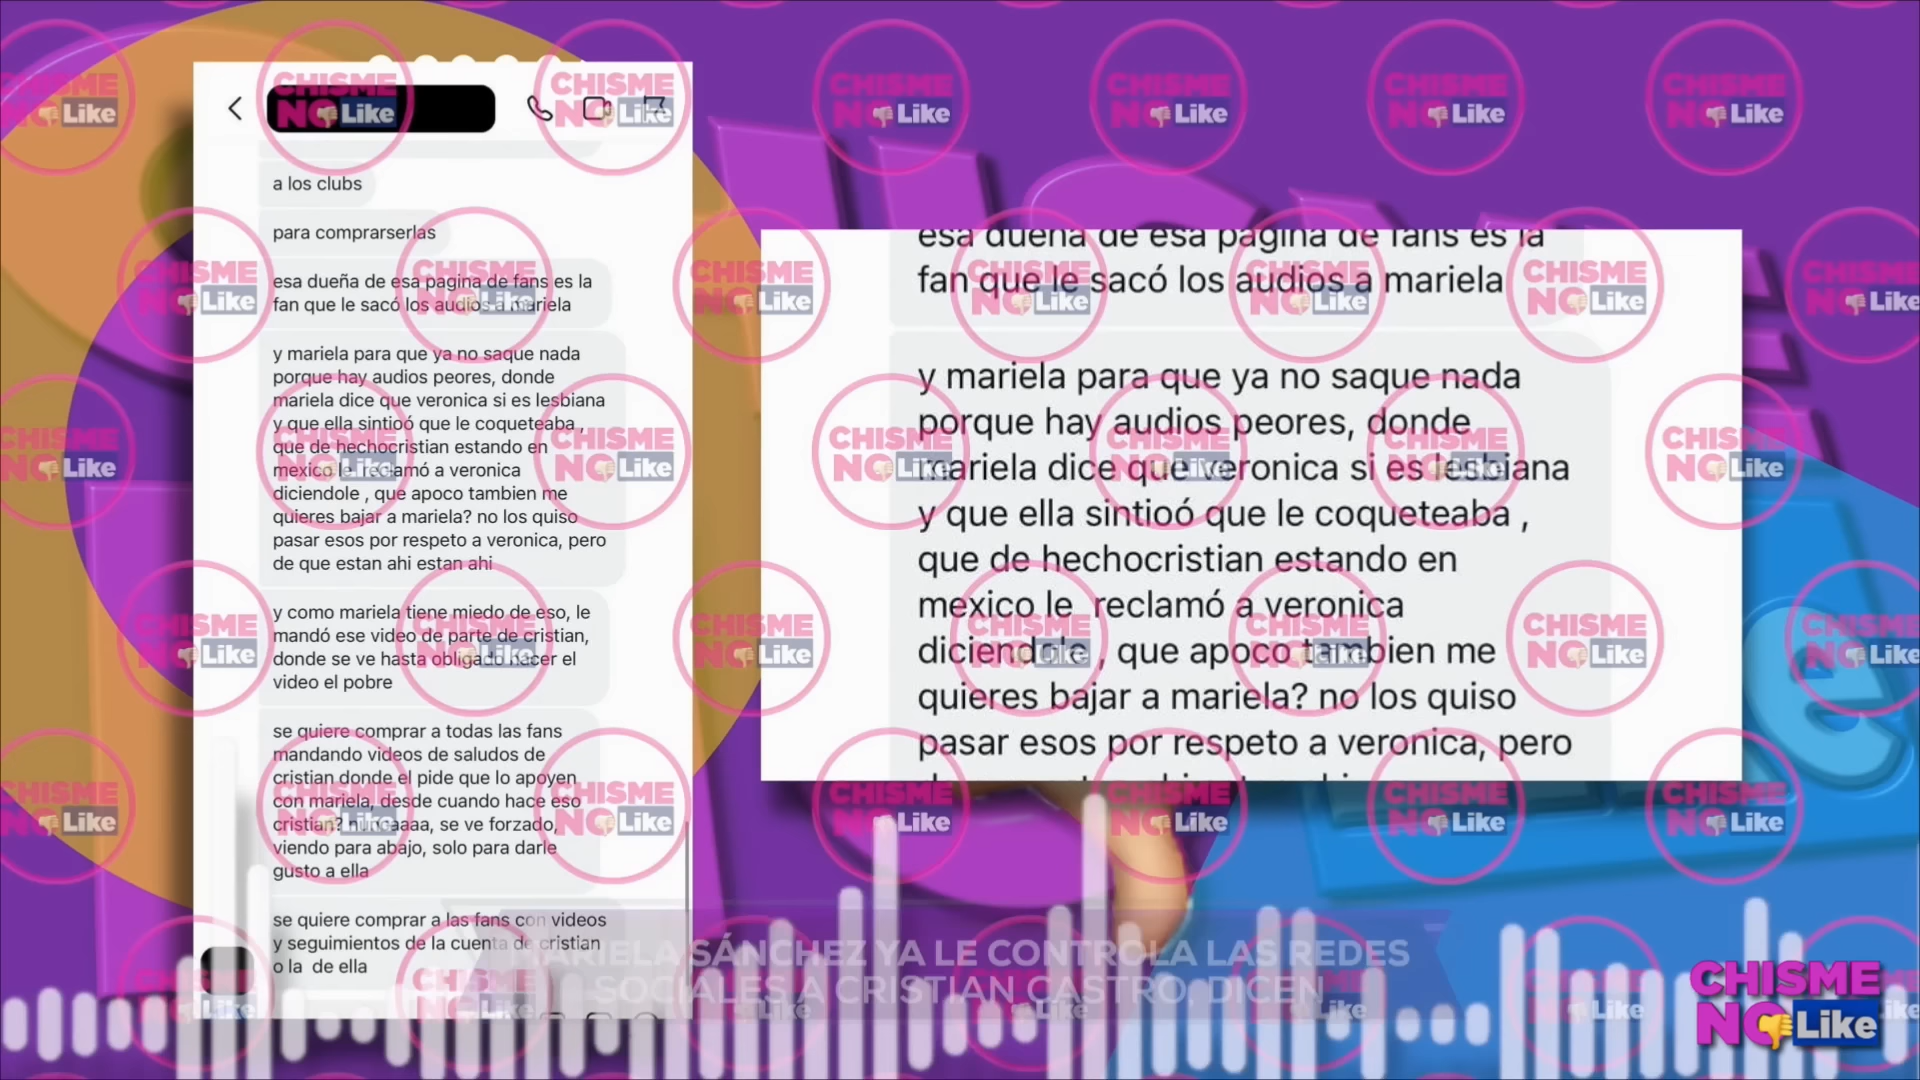 a los clubs
para comprarserlas
esa dueña de esa pagina de fans es la
fan que le sacó los audios a mariela
y mariela para que ya no saque nada
porque hay audios peores, donde
mariela dice que veronica si es lesbiana
y que ella sintioó que le coqueteaba ,
que de hechocristian estando en
mexico le reclamó a veronica
diciendole , que apoco tambien me
quieres bajar a mariela? no los quiso
pasar esos por respeto a veronica, pero
de que estan ahi estan ahi
y como mariela tiene miedo de eso, le
mandó ese video de parte de cristian,
donde se ve hasta obligado hacer el
video el pobre
se quiere comprar a todas las fans
mandando videos de saludos de
cristian donde el pide que lo apoyen
con mariela, desde cuando hace eso
cristian? nuncaaaa, se ve forzado,
viendo para abajo, solo para darle
gusto a ella
se quiere comprar a las fans con videos
y seguimientos de la cuenta de cristian
o la de ella
esa dueña de esa pagina de fans es la
fan que le sacó los audios a mariela
y mariela para que ya no saque nada
porque hay audios peores, donde
mariela dice que veronica si es lesbiana
y que ella sintioó que le coqueteaba ,
que de hechocristian estando en
mexico le reclamó a veronica
diciendole , que apoco tambien me
quieres bajar a mariela? no los quiso
pasar esos por respeto a veronica, pero
MARIELA SÁNCHEZ YA LE CONTROLA LAS REDES
SOCIALES A CRISTIAN CASTRO, DICEN
CHISME
NO Like